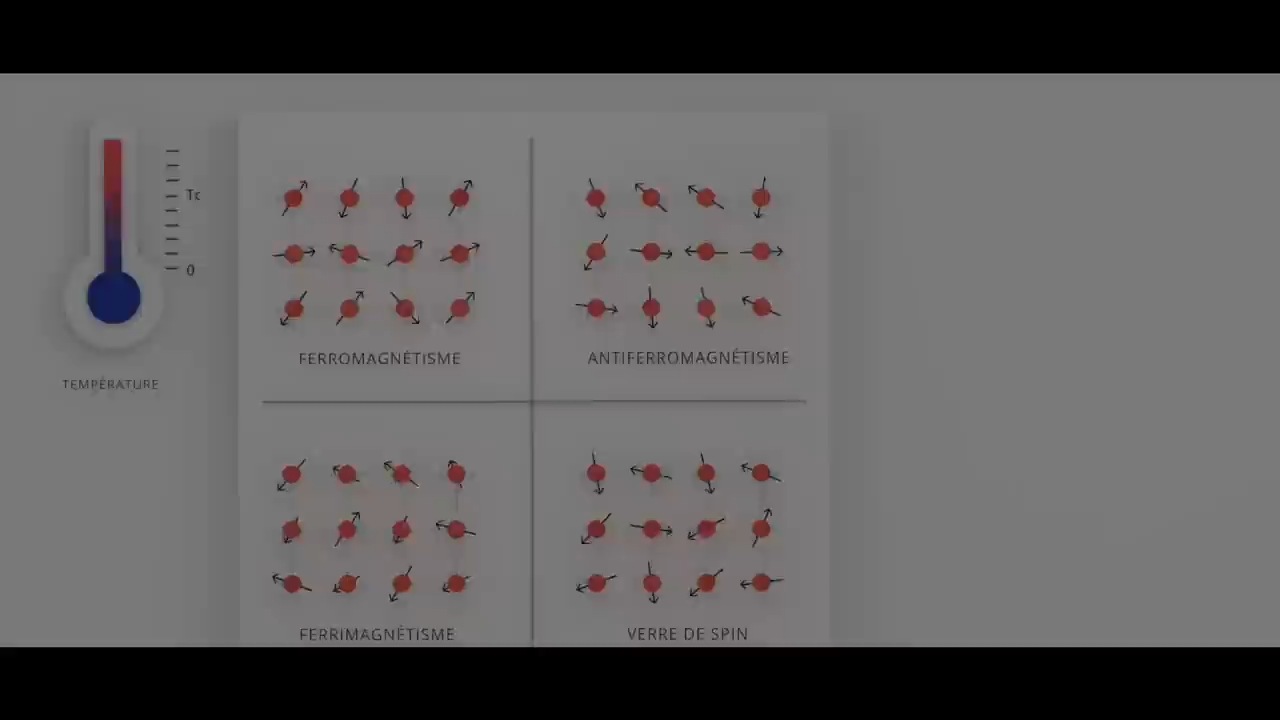 Tc
0
TEMPÉRATURE
FERROMAGNÉTISME
ANTIFERROMAGNÉTISME
FERRIMAGNÉTISME
VERRE DE SPIN